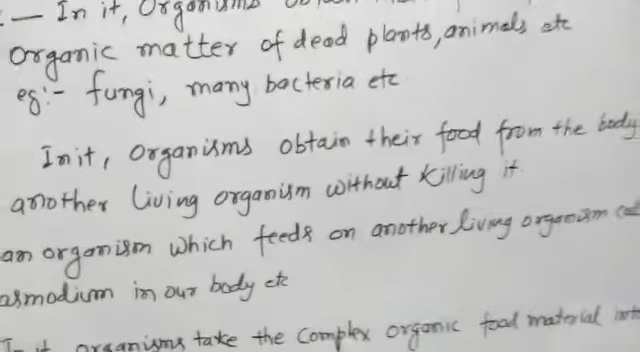 :— In it, Organisms
organic matter of dead plants, animals etc
eg:- fungi, many bacteria etc
In it, organisms obtain their food from the body
another living organism without killing it.
an organism which feeds on another living organism
asmodium in our body etc
In it organisms take the complex organic food material into